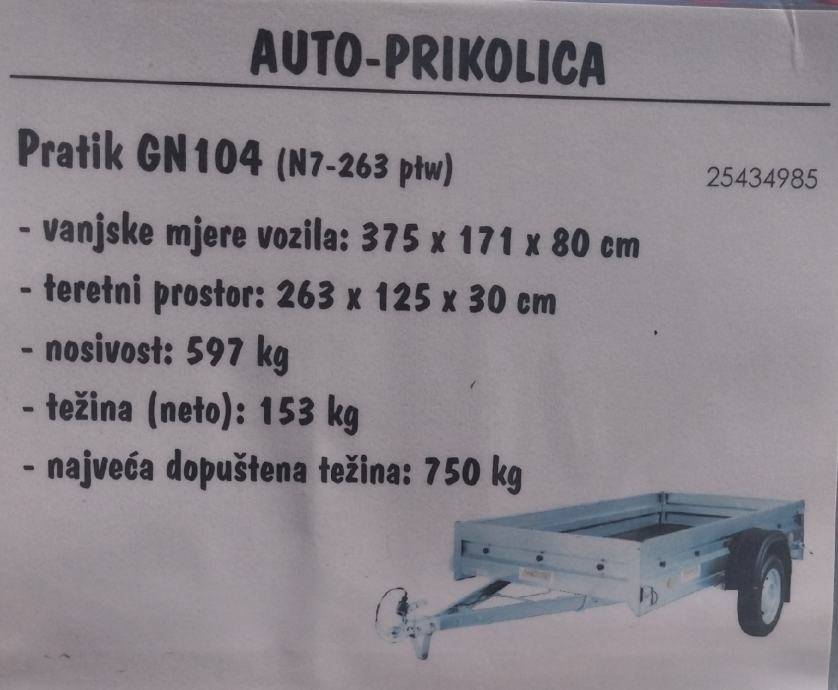 AUTO-PRIKOLICA
Pratik GN104 (N7-263 ptw) 25434985
- vanjske mjere vozila: 375 x 171 x 80 cm
- teretni prostor: 263 x 125 x 30 cm
- nosivost: 597 kg
- težina (neto): 153 kg
- najveća dopuštena težina: 750 kg